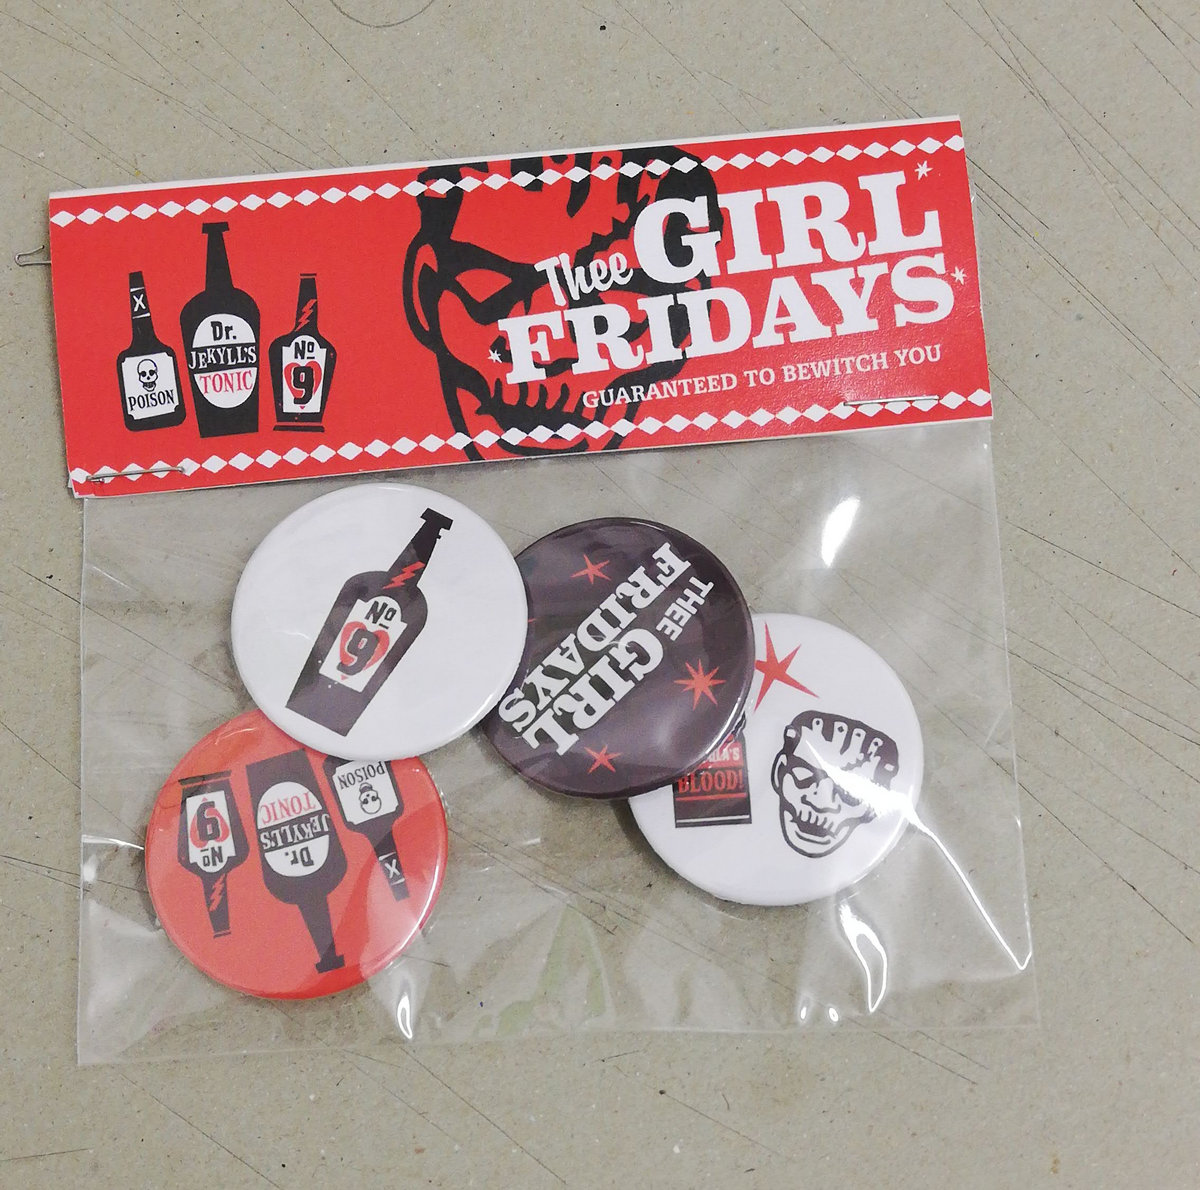 Thee GIRL
FRIDAYS
GUARANTEED TO BEWITCH YOU
X
POISON
Dr.
JEKYLL'S
TONIC
No
9
No
9
THEE GIRL
FRIDAYS
BLOOD!
No
9
Dr.
JEKYLL'S
TONIC
X
POISON